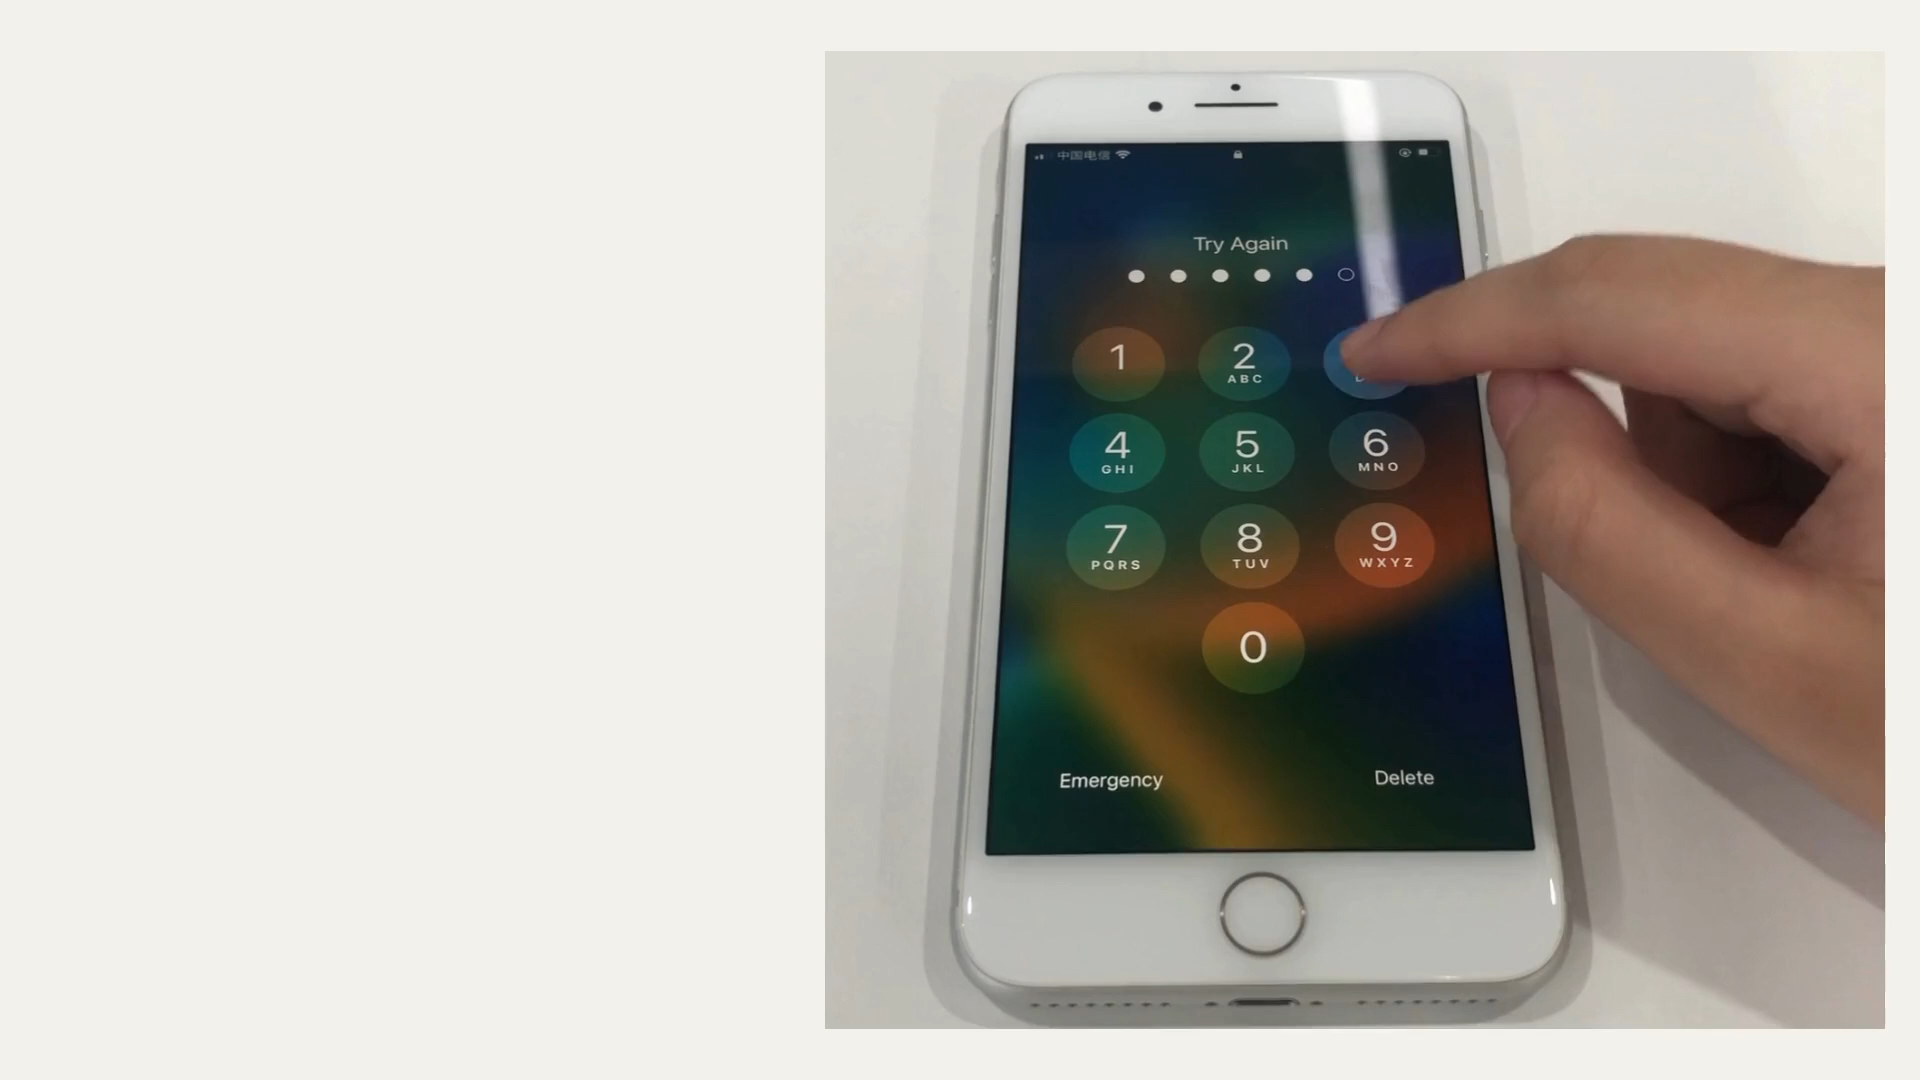 中国电信
Try Again
1
2
ABC
4
GHI
5
JKL
6
MNO
7
PQRS
8
TUV
9
WXYZ
0
Emergency
Delete